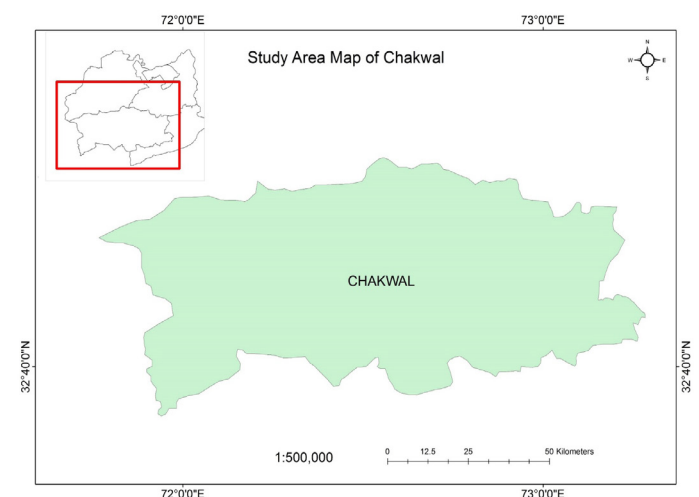 72°0'0"E 73°0'0"E
Study Area Map of Chakwal
N
W E
S
CHAKWAL
32°40'0"N 32°40'0"N
1:500,000
0 12.5 25 50 Kilometers
72°0'0"E 73°0'0"E